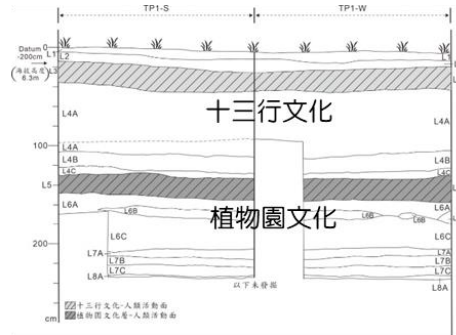 TP1-S
TP1-W
0
Datum
-200cm
(海拔高度
6.3m)
L1
L2
L3
L1
L4A
十三行文化
L4A
100
L4A
L4B
L4C
L4A
L4B
L4C
L5
L5
L6A
L6B
植物園文化
L6A
L6B
L6C
L6C
200
L7A
L7B
L7C
L8A
L7A
L7B
L7C
L8A
以下未發掘
cm
十三行文化-人類活動面
植物園文化層-人類活動面